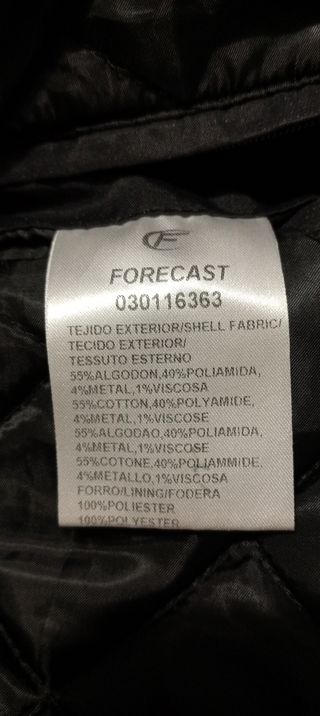 FORECAST
030116363
TEJIDO EXTERIOR/SHELL FABRIC/
TECIDO EXTERIOR/
TESSUTO ESTERNO
55%ALGODON,40%POLIAMIDA,
4%METAL,1%VISCOSA
55%COTTON,40%POLYAMIDE,
4%METAL,1%VISCOSE
55%ALGODAO,40%POLIAMIDA,
4%METAL,1%VISCOSE
55%COTONE,40%POLIAMMIDE,
4%METALLO,1%VISCOSA
FORRO/LINING/FODERA
100%POLIESTER
100%POLYESTER